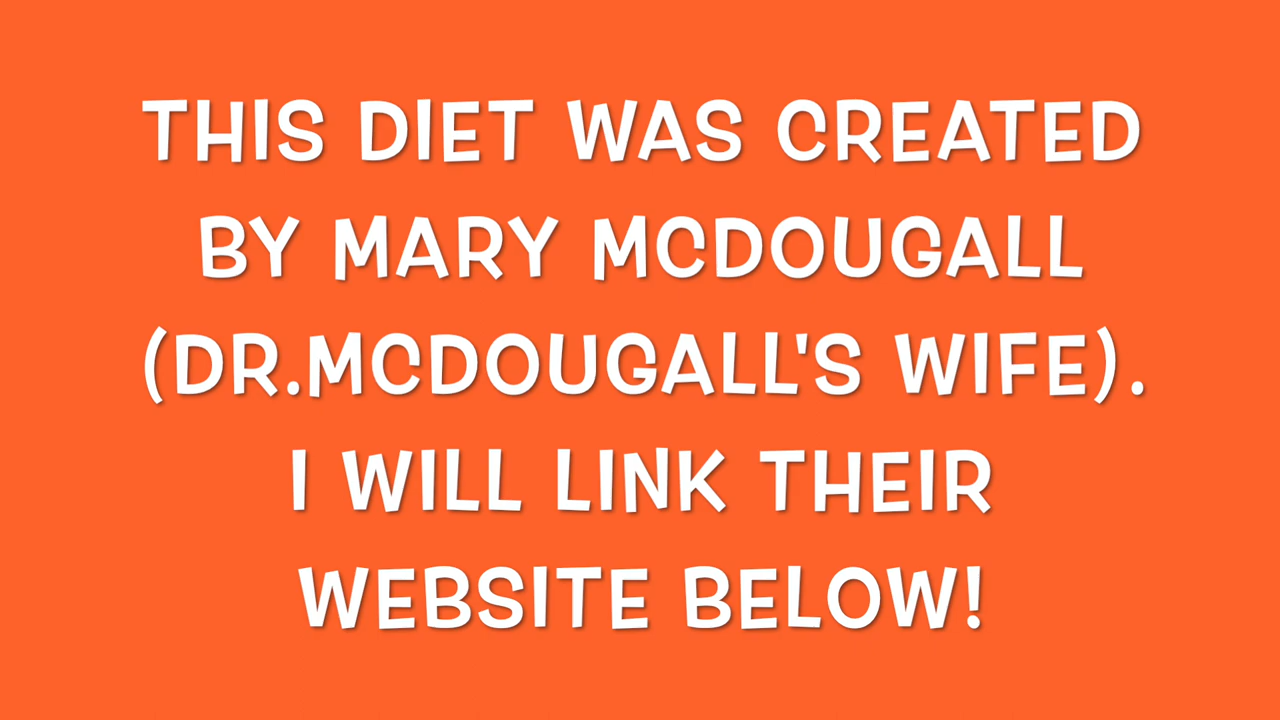 THIS DIET WAS CREATED
BY MARY MCDOUGALL
(DR.MCDOUGALL'S WIFE).
I WILL LINK THEIR
WEBSITE BELOW!